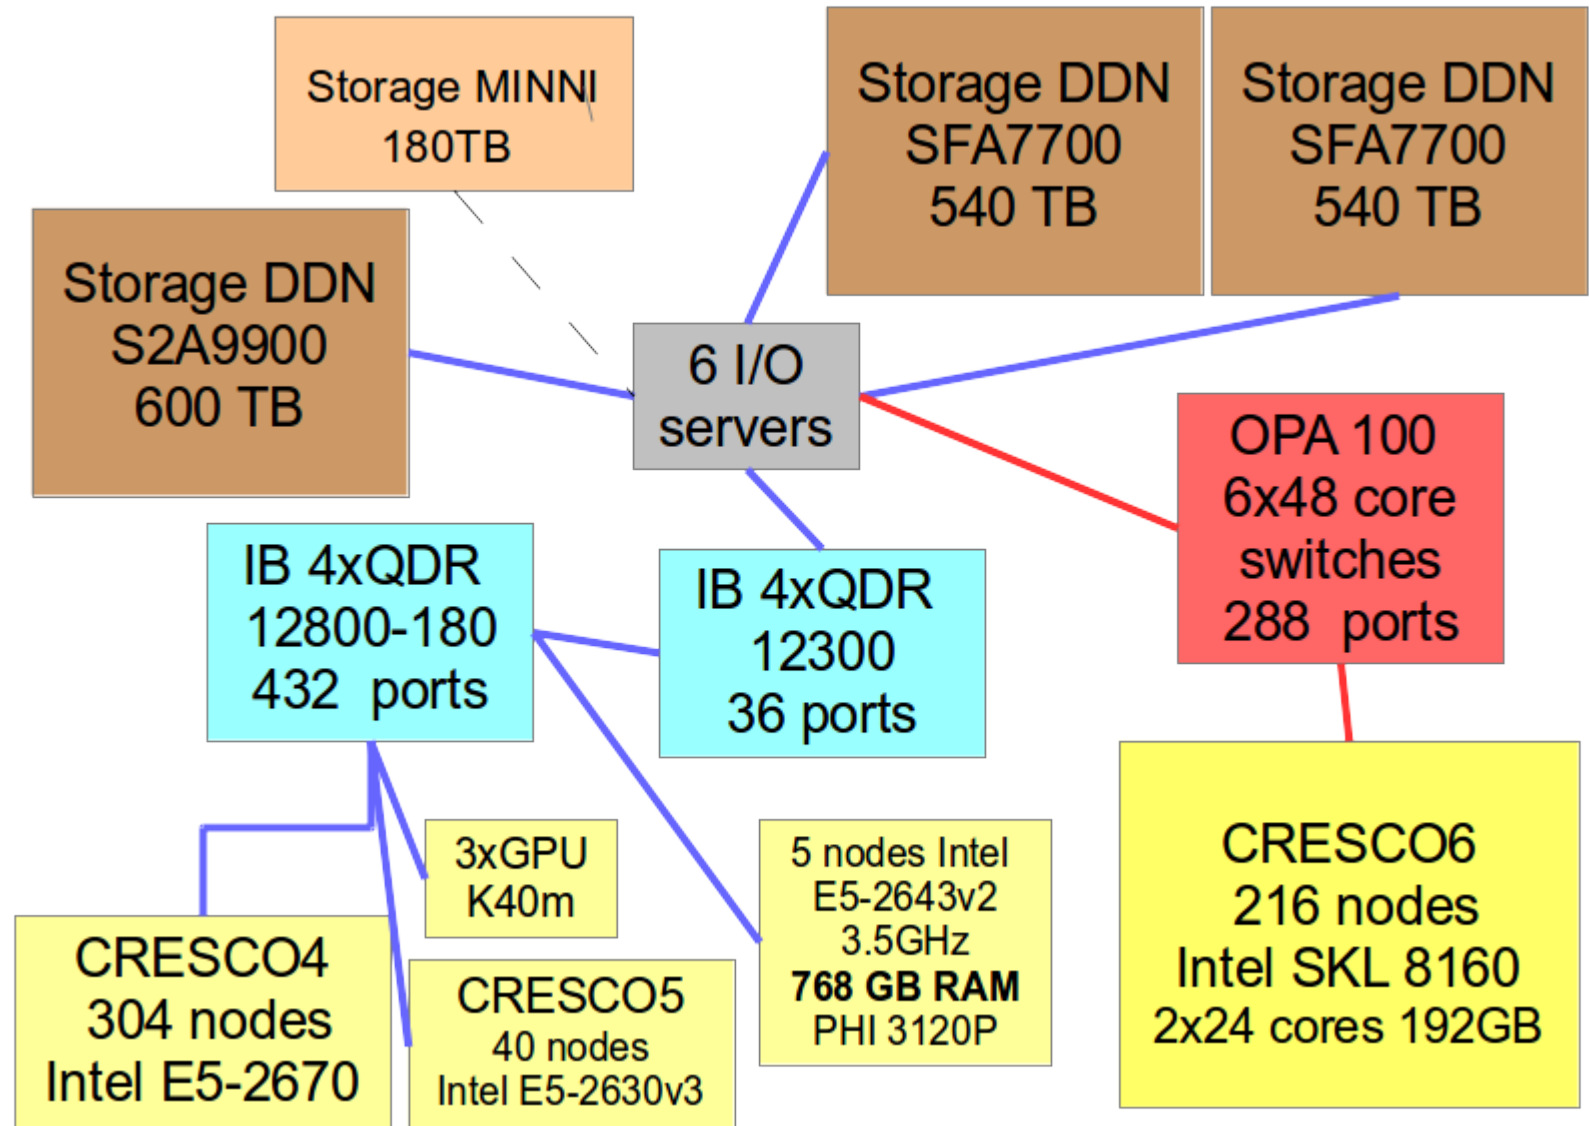 Storage MINNI
180TB
Storage DDN
SFA7700
540 TB
Storage DDN
SFA7700
540 TB
Storage DDN
S2A9900
600 TB
6 I/O
servers
OPA 100
6x48 core
switches
288 ports
IB 4xQDR
12800-180
432 ports
IB 4xQDR
12300
36 ports
3xGPU
K40m
5 nodes Intel
E5-2643v2
3.5GHz
768 GB RAM
PHI 3120P
CRESCO6
216 nodes
Intel SKL 8160
2x24 cores 192GB
CRESCO4
304 nodes
Intel E5-2670
CRESCO5
40 nodes
Intel E5-2630v3